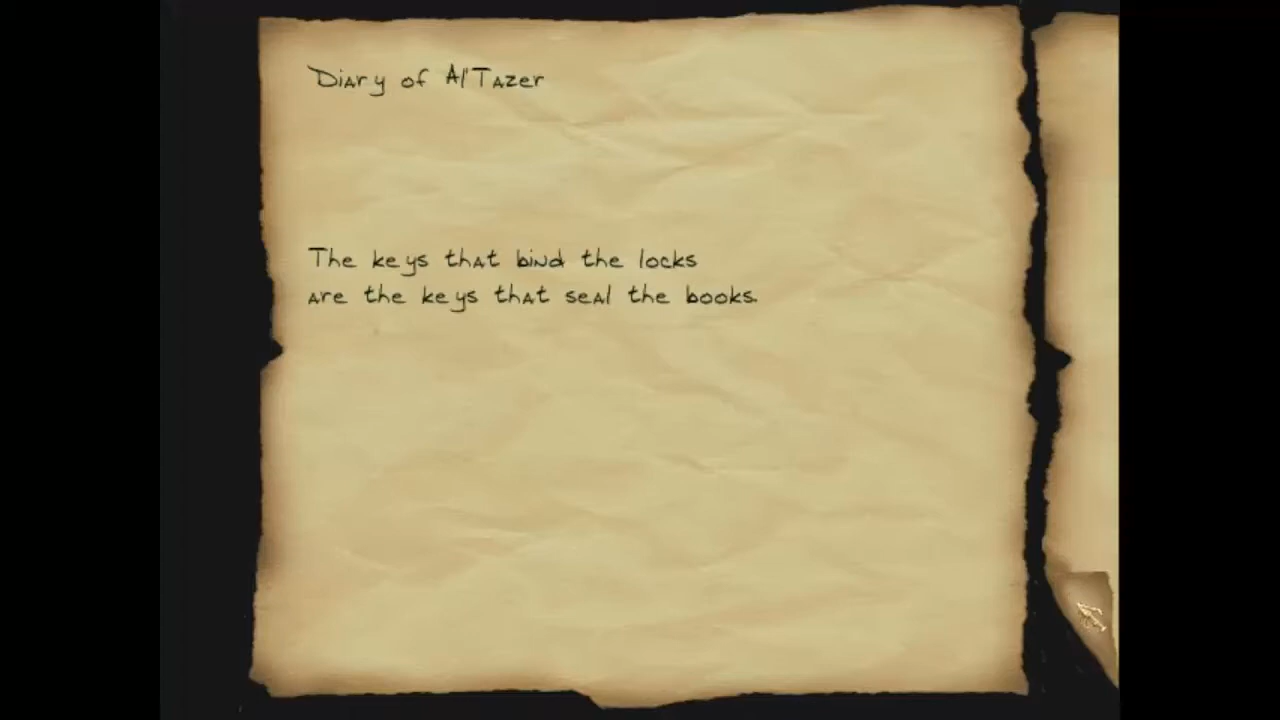 Diary of Al'Tazer
The keys that bind the locks
are the keys that seal the books.